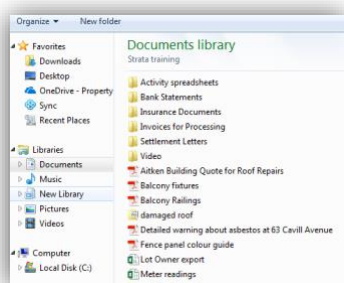 Organize
New folder
Favorites
Downloads
Desktop
OneDrive - Property
Sync
Recent Places
Libraries
Documents
Music
New Library
Pictures
Videos
Computer
Local Disk (C:)
Documents library
Strata training
Activity spreadsheets
Bank Statements
Insurance Documents
Invoices for Processing
Settlement Letters
Video
Aitken Building Quote for Roof Repairs
Balcony fixtures
Balcony Railings
damaged roof
Detailed warning about asbestos at 63 Cavill Avenue
Fence panel colour guide
Lot Owner export
Meter readings